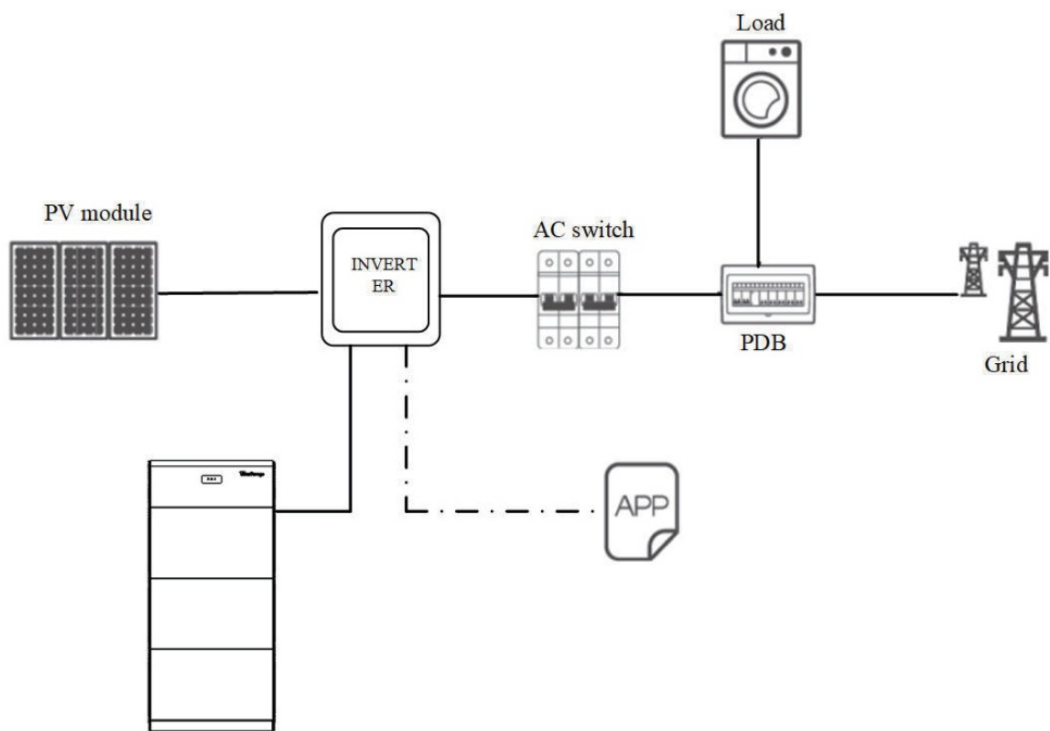 Load
PV module
AC switch
INVERT
ER
PDB
Grid
APP